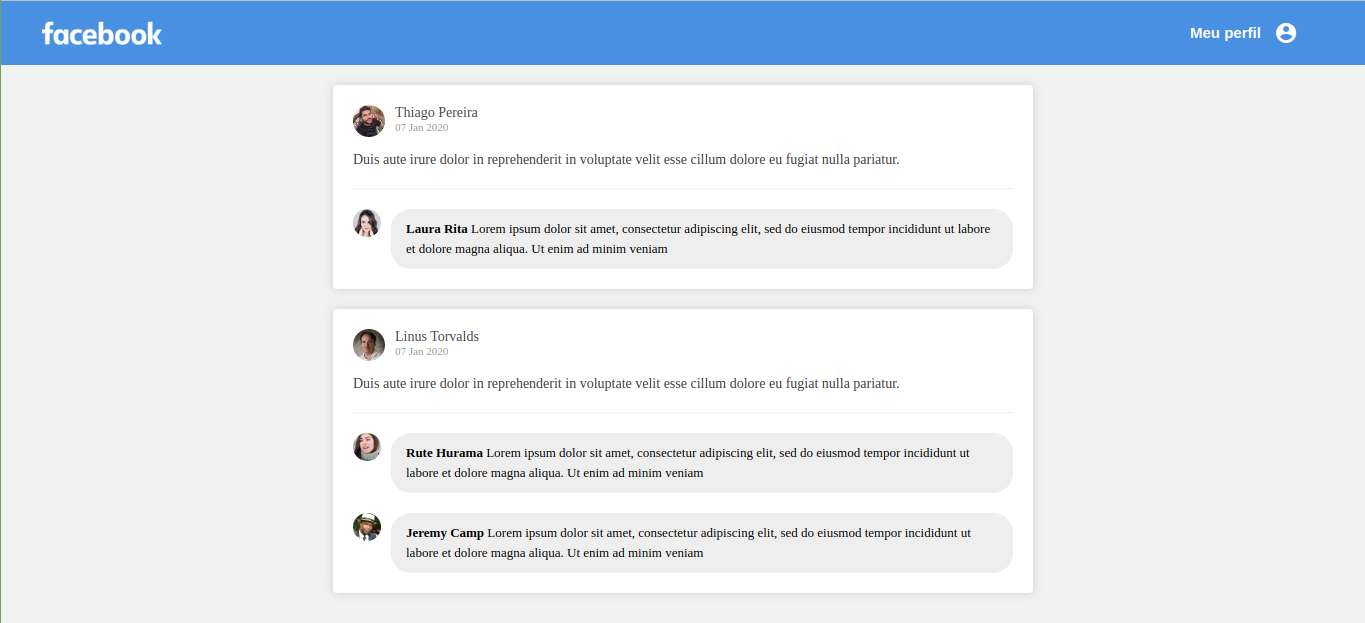 facebook
Meu perfil
Thiago Pereira
07 Jan 2020
Duis aute irure dolor in reprehenderit in voluptate velit esse cillum dolore eu fugiat nulla pariatur.
Laura Rita Lorem ipsum dolor sit amet, consectetur adipiscing elit, sed do eiusmod tempor incididunt ut labore
et dolore magna aliqua. Ut enim ad minim veniam
Linus Torvalds
07 Jan 2020
Duis aute irure dolor in reprehenderit in voluptate velit esse cillum dolore eu fugiat nulla pariatur.
Rute Hurama Lorem ipsum dolor sit amet, consectetur adipiscing elit, sed do eiusmod tempor incididunt ut
labore et dolore magna aliqua. Ut enim ad minim veniam
Jeremy Camp Lorem ipsum dolor sit amet, consectetur adipiscing elit, sed do eiusmod tempor incididunt ut
labore et dolore magna aliqua. Ut enim ad minim veniam